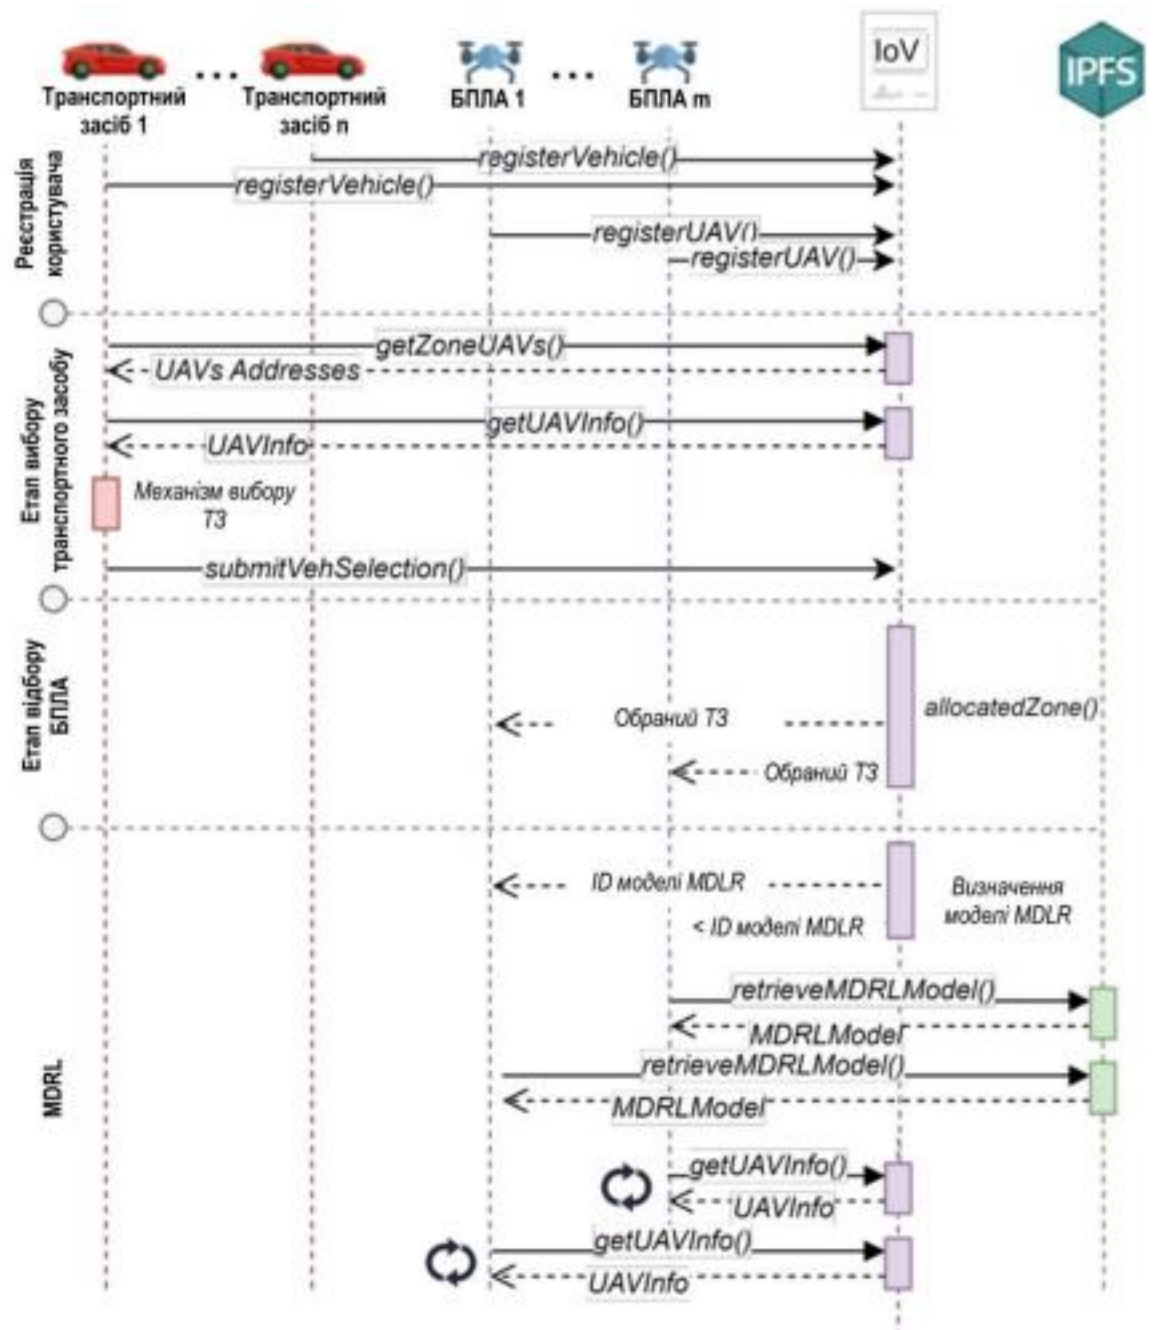 IoV
IPFS
Транспортний
засіб 1
Транспортний
засіб n
БПЛА 1
БПЛА m
Реєстрація
користувача
registerVehicle()
registerVehicle()
registerUAV()
registerUAV()
Етап вибору
транспортного засобу
getZoneUAVs()
UAVs Addresses
getUAVInfo()
UAVInfo
Механізм вибору
ТЗ
submitVehSelection()
Етап відбору
БПЛА
allocatedZone()
Обраний ТЗ
Обраний ТЗ
MDRL
ID моделі MDLR
Визначення
моделі MDLR
< ID моделі MDLR
retrieveMDRLModel()
MDRLModel
retrieveMDRLModel()
MDRLModel
getUAVInfo()
UAVInfo
getUAVInfo()
UAVInfo